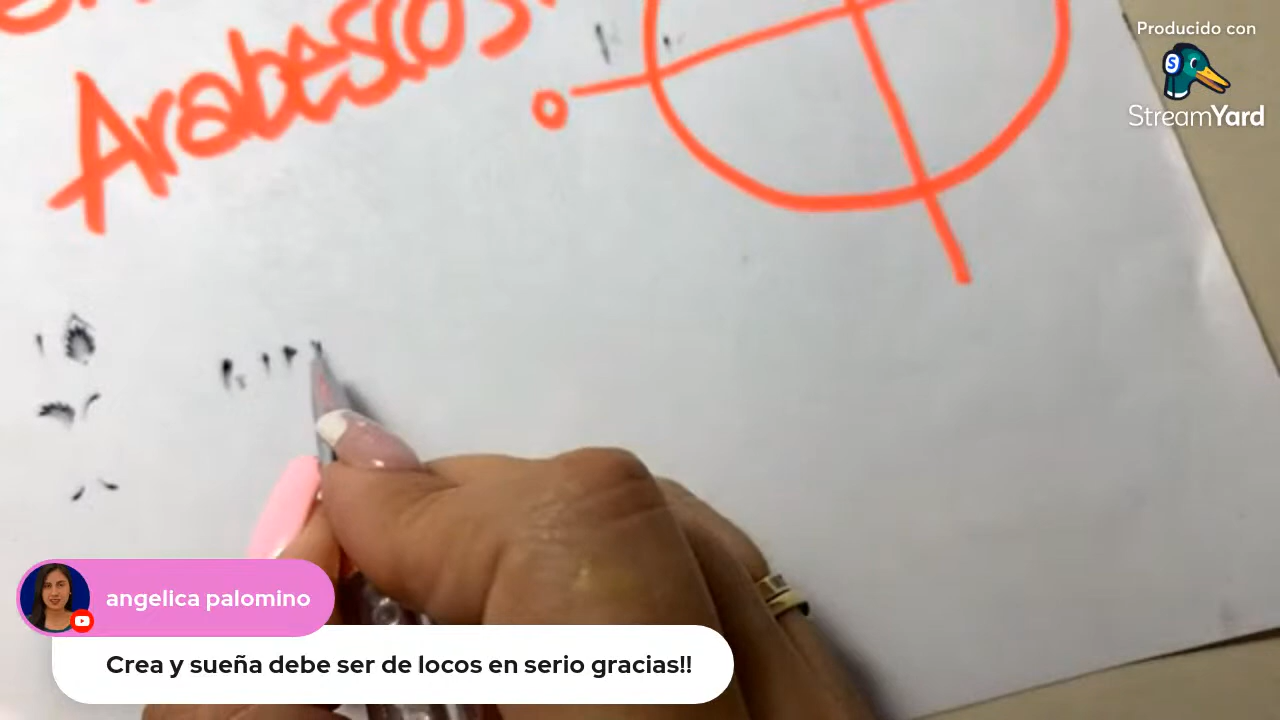 Producido con
StreamYard
Arabescos
angelica palomino
Crea y sueña debe ser de locos en serio gracias!!